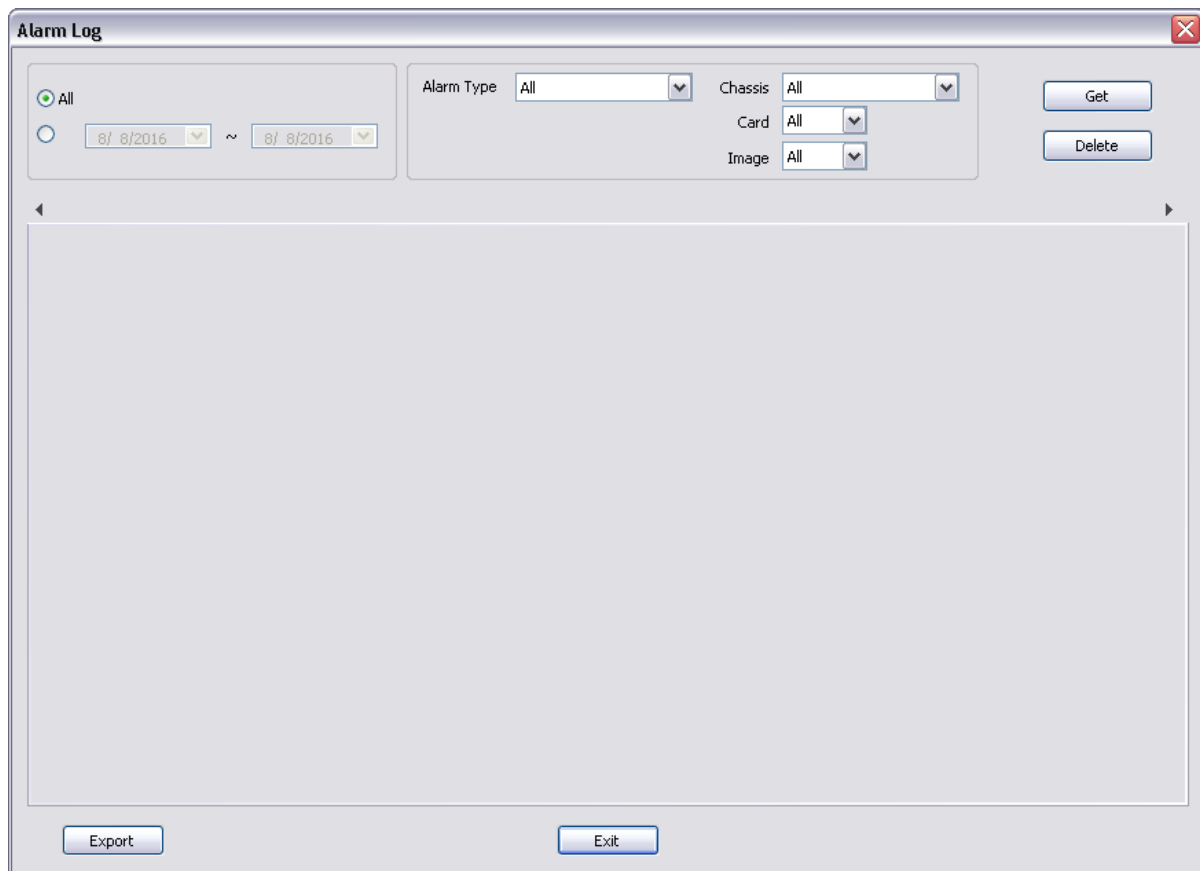 Alarm Log
All
8/ 8/2016 ~ 8/ 8/2016
Alarm Type All
Chassis All
Card All
Image All
Get
Delete
Export
Exit